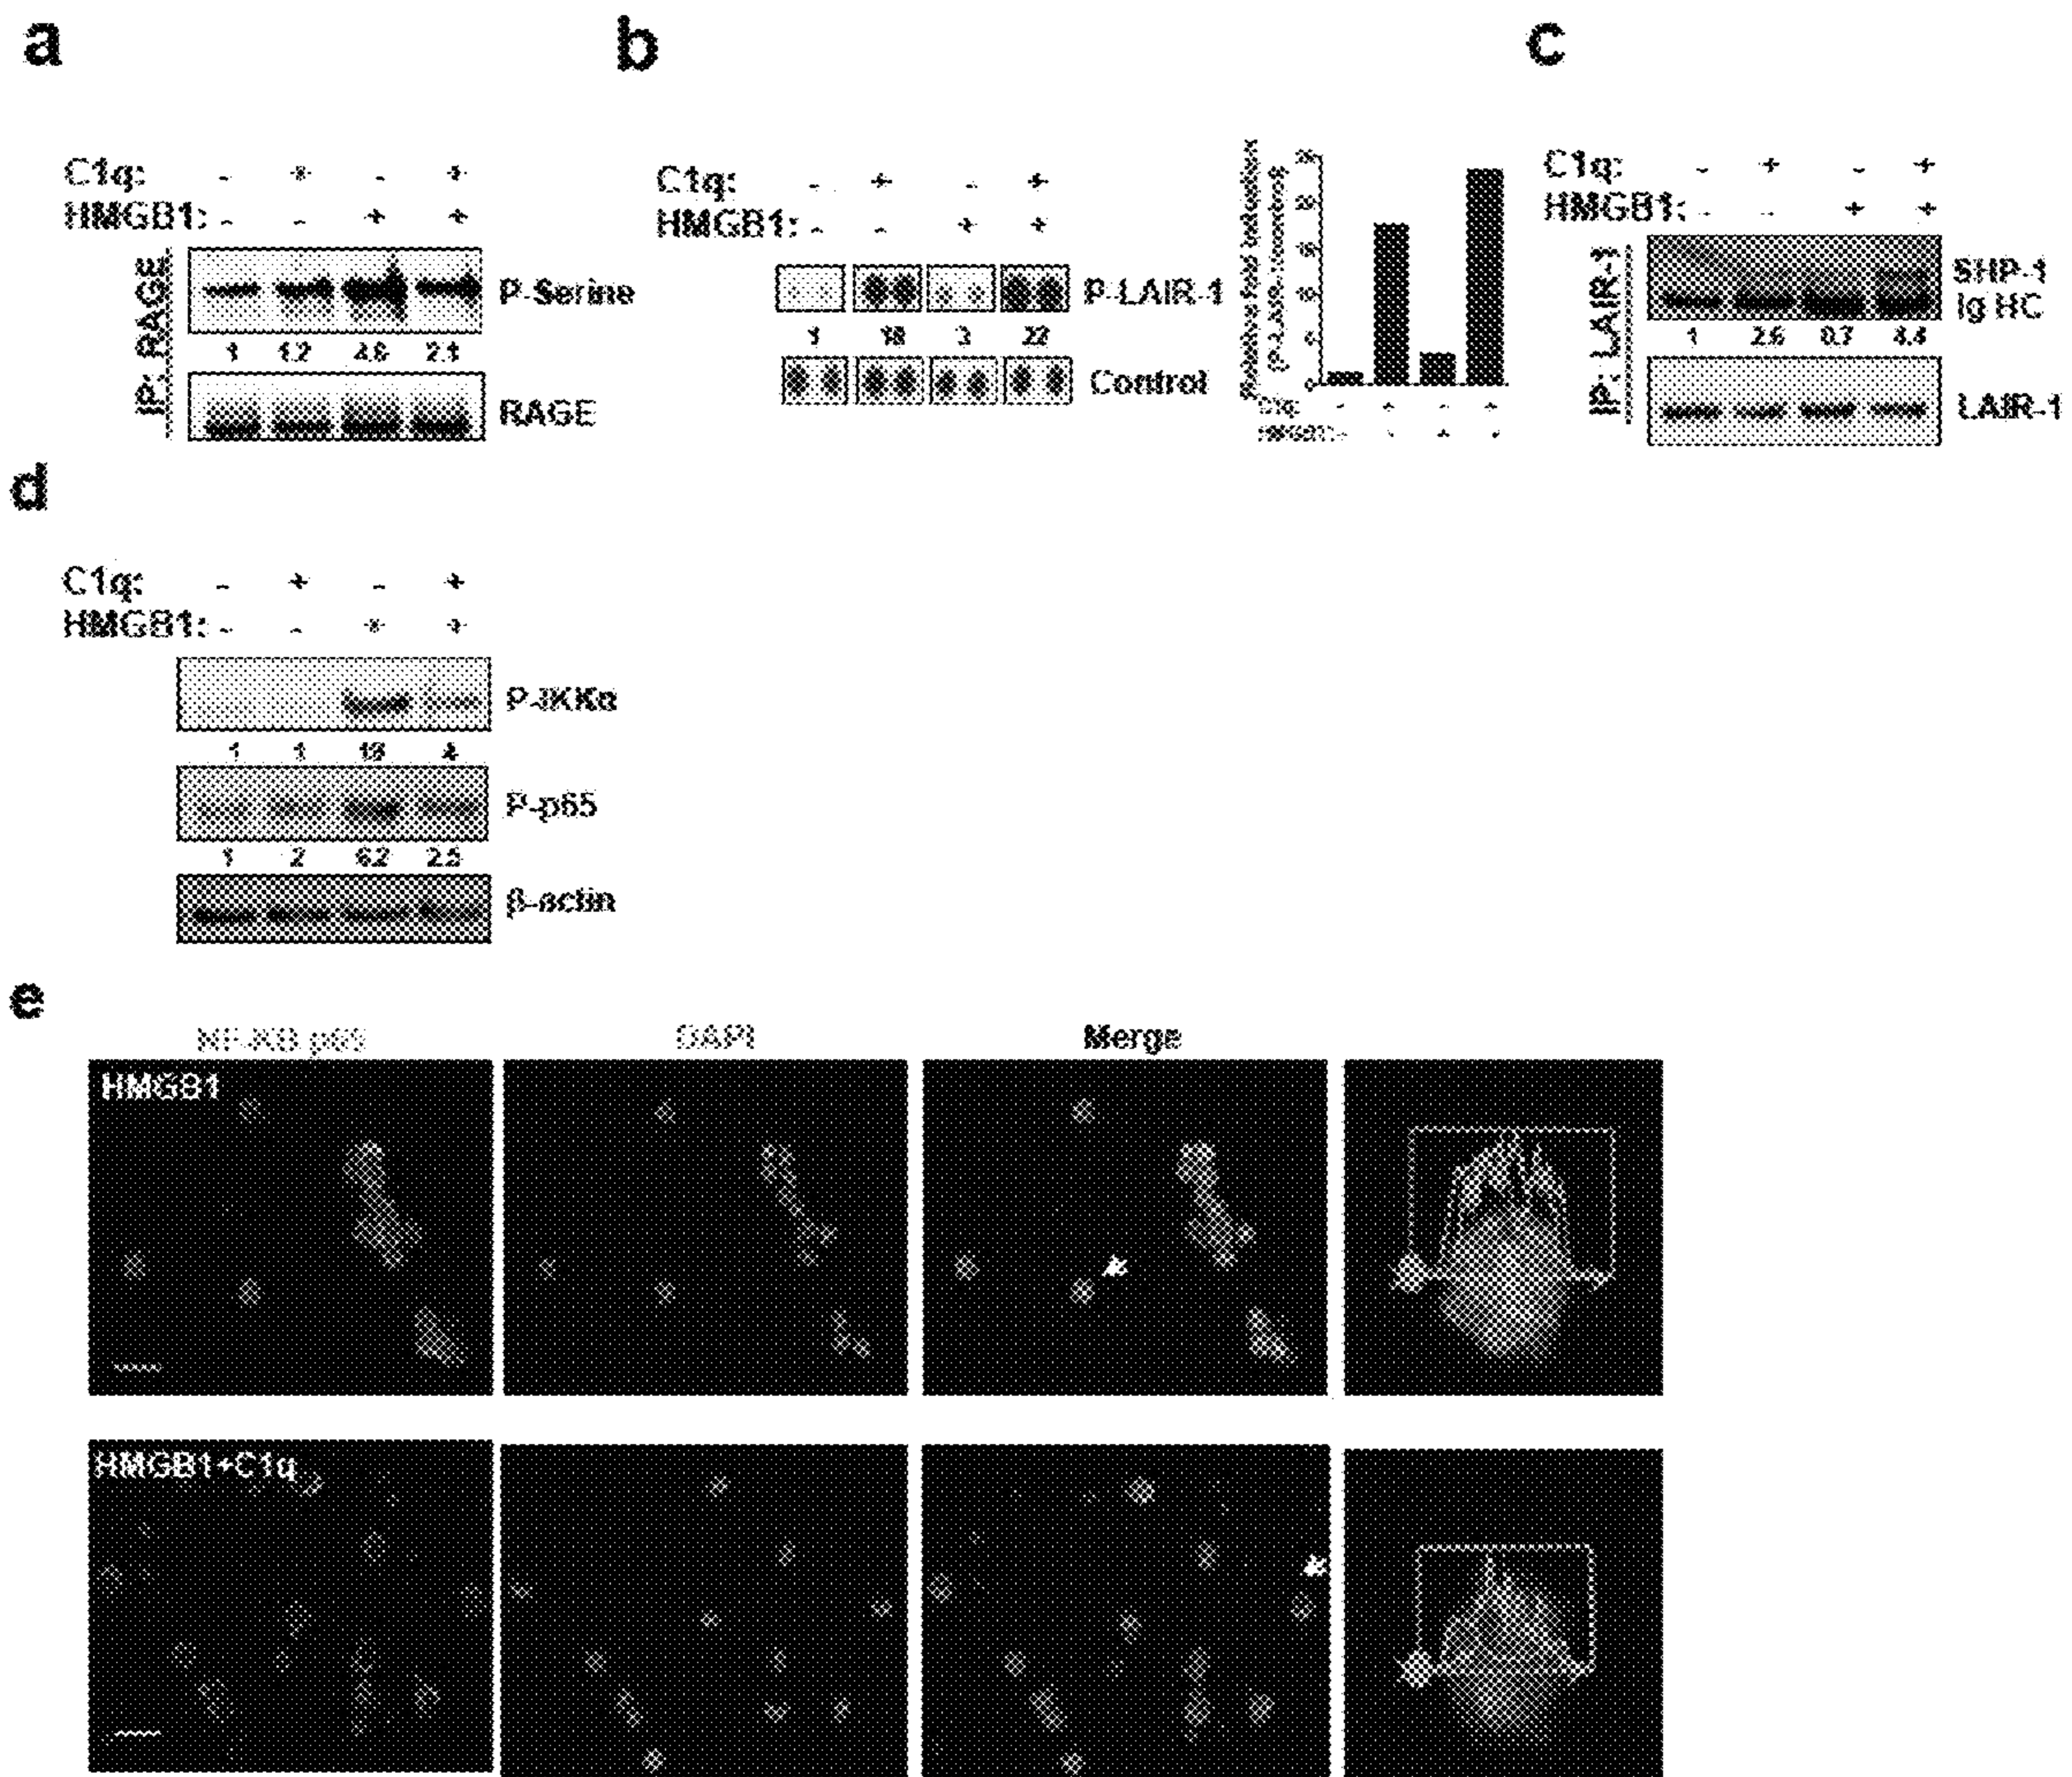 a
C1q: - + - +
HMGB1: - - + +
IP: RAGE
P-Serine
1 1.2 4.6 2.1
RAGE
b
C1q: - + - +
HMGB1: - - + +
P-LAIR-1
1 18 3 22
Control
C1q: - + - +
c
C1q: - + - +
HMGB1: - - + +
IP: LAIR-1
SHP-1
Ig HC
1 2.6 0.7 4.4
LAIR-1
d
C1q: - + - +
HMGB1: - - + +
P-IKKα
1 1 4
P-p65
1 2 6.2 2.5
β-actin
e
NF-KB p65 DAPI Merge
HMGB1
HMGB1+C1q